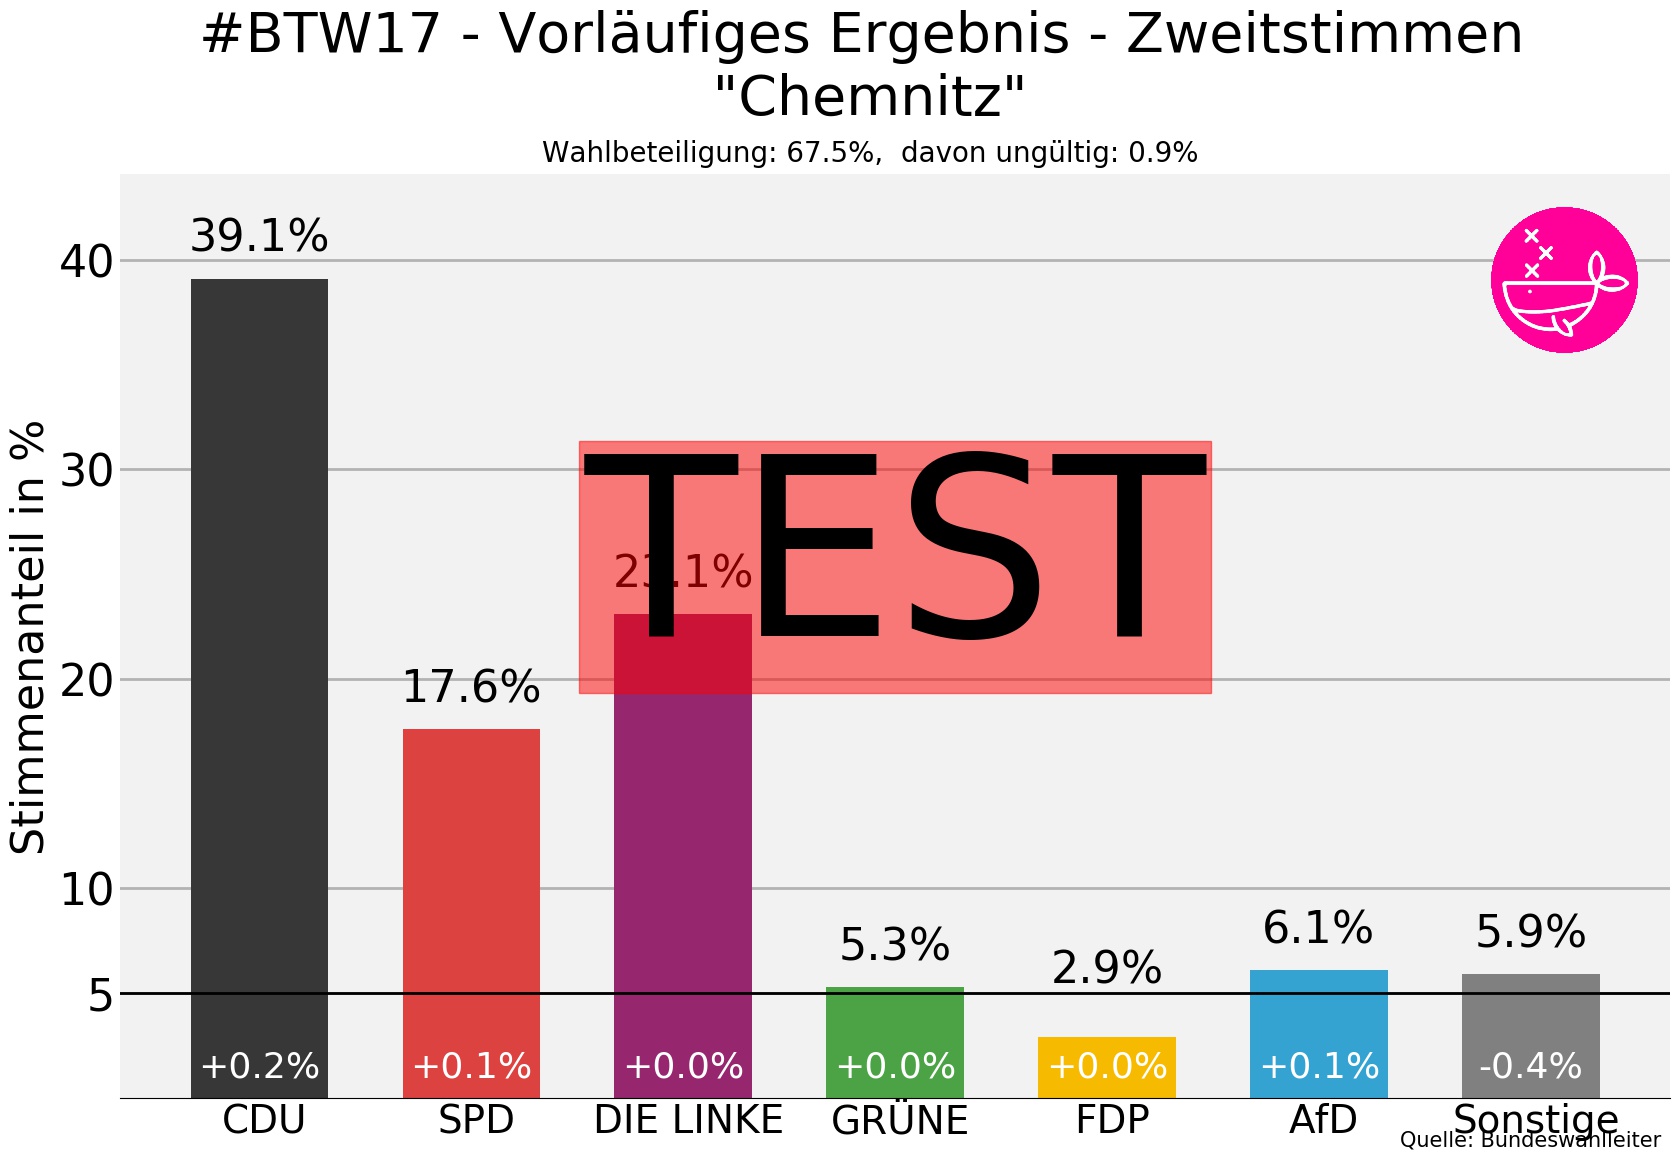 #BTW17 - Vorläufiges Ergebnis - Zweitstimmen
"Chemnitz"
Wahlbeteiligung: 67.5%,  davon ungültig: 0.9%
Stimmenanteil in %
40
30
20
10
5
39.1%
17.6%
23.1%
5.3%
2.9%
6.1%
5.9%
TEST
+0.2%
+0.1%
+0.0%
+0.0%
+0.0%
+0.1%
-0.4%
CDU
SPD
DIE LINKE
GRÜNE
FDP
AfD
Sonstige
Quelle: Bundeswahlleiter